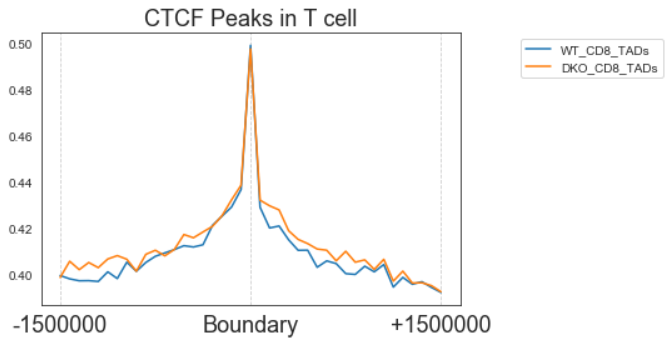 CTCF Peaks in T cell
0.50
0.48
0.46
0.44
0.42
0.40
-1500000 Boundary +1500000
WT_CD8_TADs
DKO_CD8_TADs